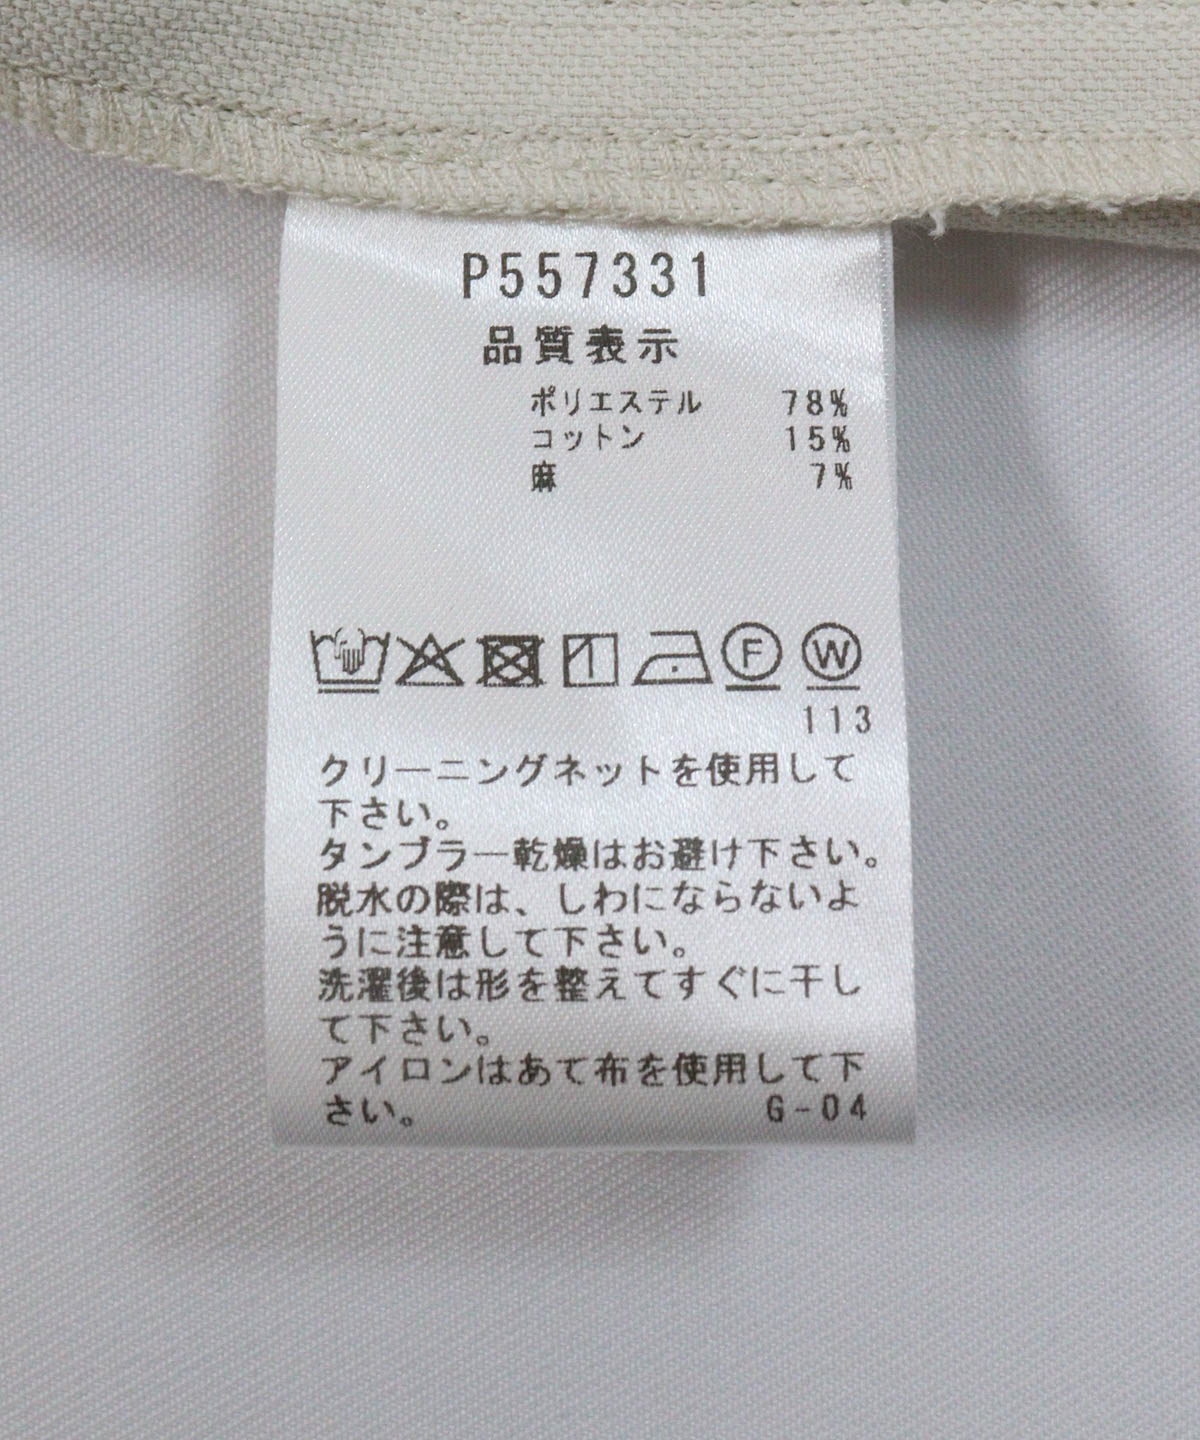 P557331
品質表示
ポリエステル 78%
コットン 15%
麻 7%
F W
113
クリーニングネットを使用して
下さい。
タンブラー乾燥はお避け下さい。
脱水の際は、しわにならないよ
うに注意して下さい。
洗濯後は形を整えてすぐに干し
て下さい。
アイロンはあて布を使用して下
さい。 G-04